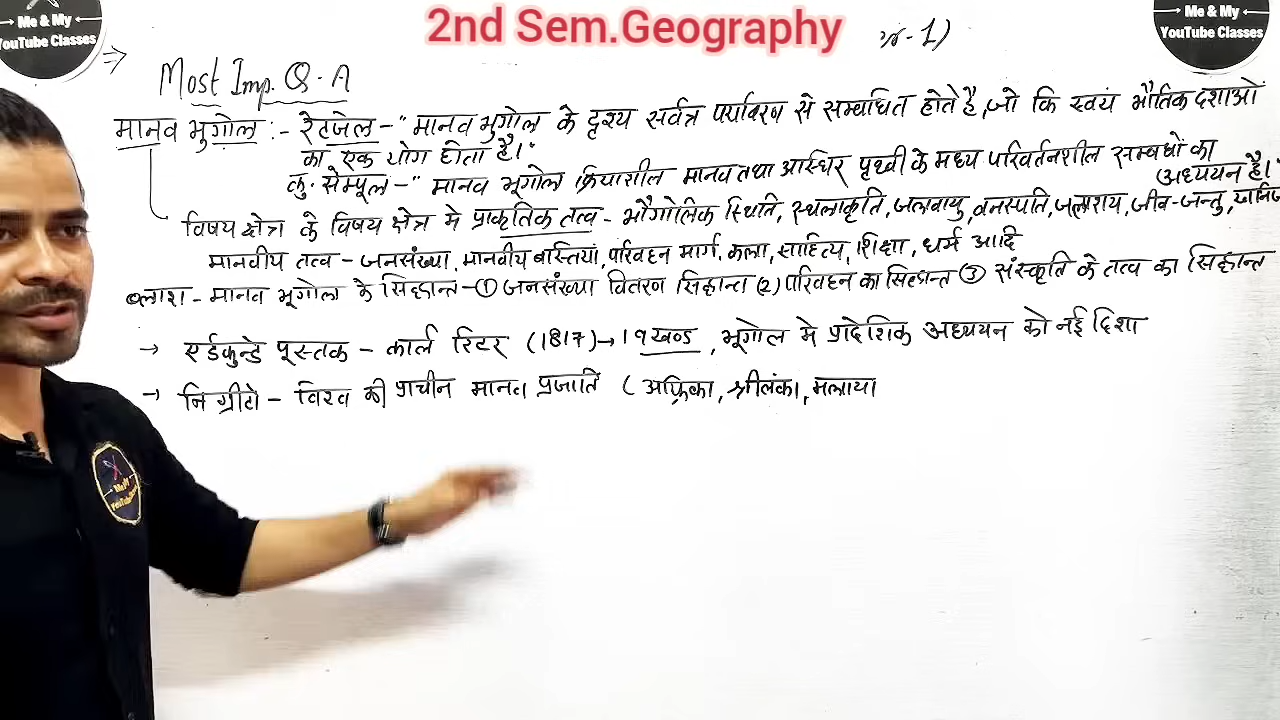 2nd Sem.Geography
Me & My
YouTube Classes
Me & My
YouTube Classes
Most Imp. Q.A
मानव भुगोल :- रेटजेल - "मानव भुगोल के दृश्य सर्वत्र पर्यावरण से सम्बाधित होते है, जो कि स्वयं भौतिक दशाओं
का एक योग होता है।"
कु. सेम्पूल - "मानव भूगोल क्रियाशील मानव तथा आस्थिर पृथ्वी के मध्य परिवर्तनशील सम्बधों का
अध्ययन है।"
विषय क्षेत्र के विषय क्षेत्र मे प्राकृतिक तत्व - भौगोलिक स्थिति, स्थलाकृति, जलवायु, वनस्पति, जलाशय, जीव-जन्तु,
मानवीय तत्व - जनसंख्या, मानवीय बस्तियां, परिवहन मार्ग, कला, साहित्य, शिक्षा, धर्म आदि
ब्लाश - मानव भूगोल के सिद्धान्त - ① जनसंख्या वितरण सिद्धान्त (2) परिवहन का सिद्धान्त ③ संस्कृति के तत्व का सिद्धान्त
→ एर्डकुन्डे पूस्तक - कार्ल रिटर (1817) → 19 खण्ड, भूगोल मे प्रादेशिक अध्ययन को नई दिशा
→ निग्रीटो - विश्व की प्राचीन मानव प्रजाति (अफ्रिका, श्रीलंका, मलाया
Me & My